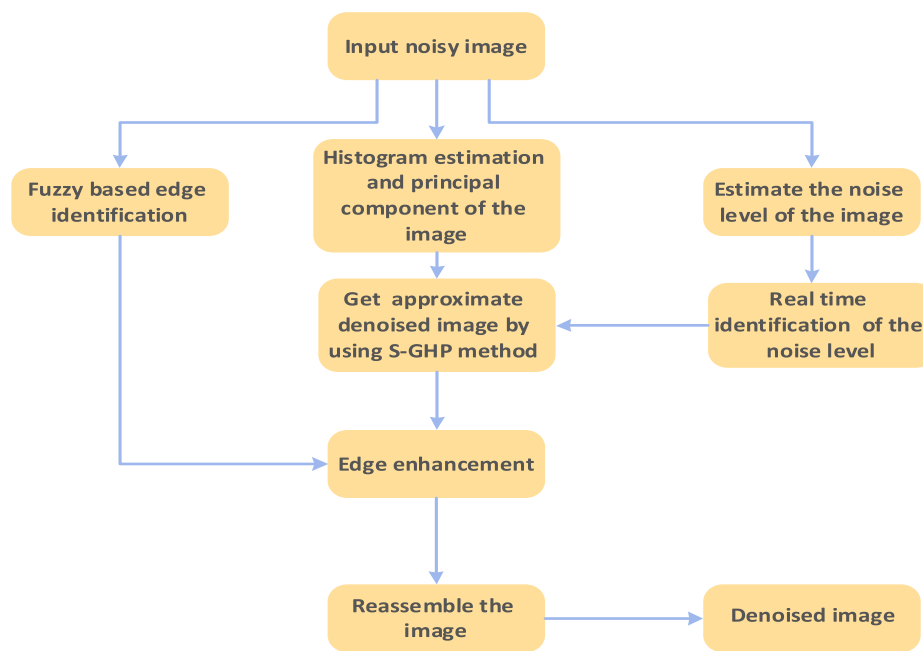 Input noisy image
Fuzzy based edge
identification
Histogram estimation
and principal
component of the
image
Estimate the noise
level of the image
Get approximate
denoised image by
using S-GHP method
Real time
identification of the
noise level
Edge enhancement
Reassemble the
image
Denoised image